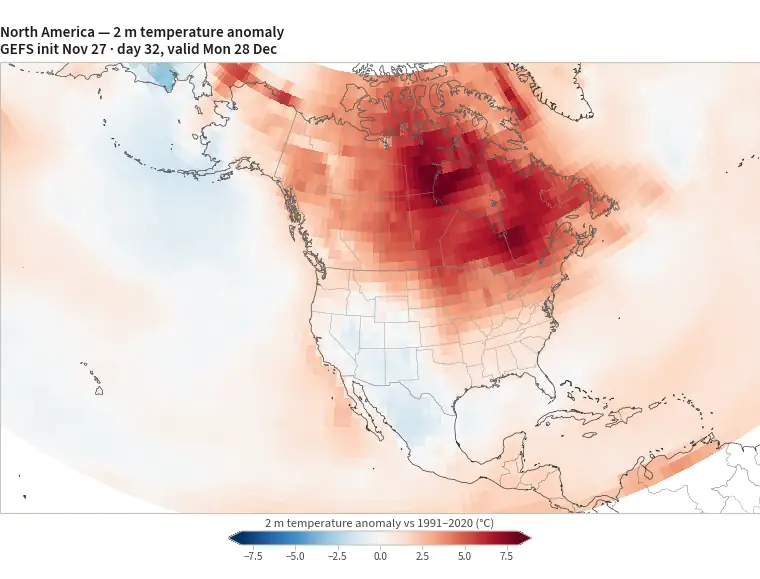 North America — 2 m temperature anomaly
GEFS init Nov 27 · day 32, valid Mon 28 Dec
2 m temperature anomaly vs 1991–2020 (°C)
−7.5 −5.0 −2.5 0.0 2.5 5.0 7.5